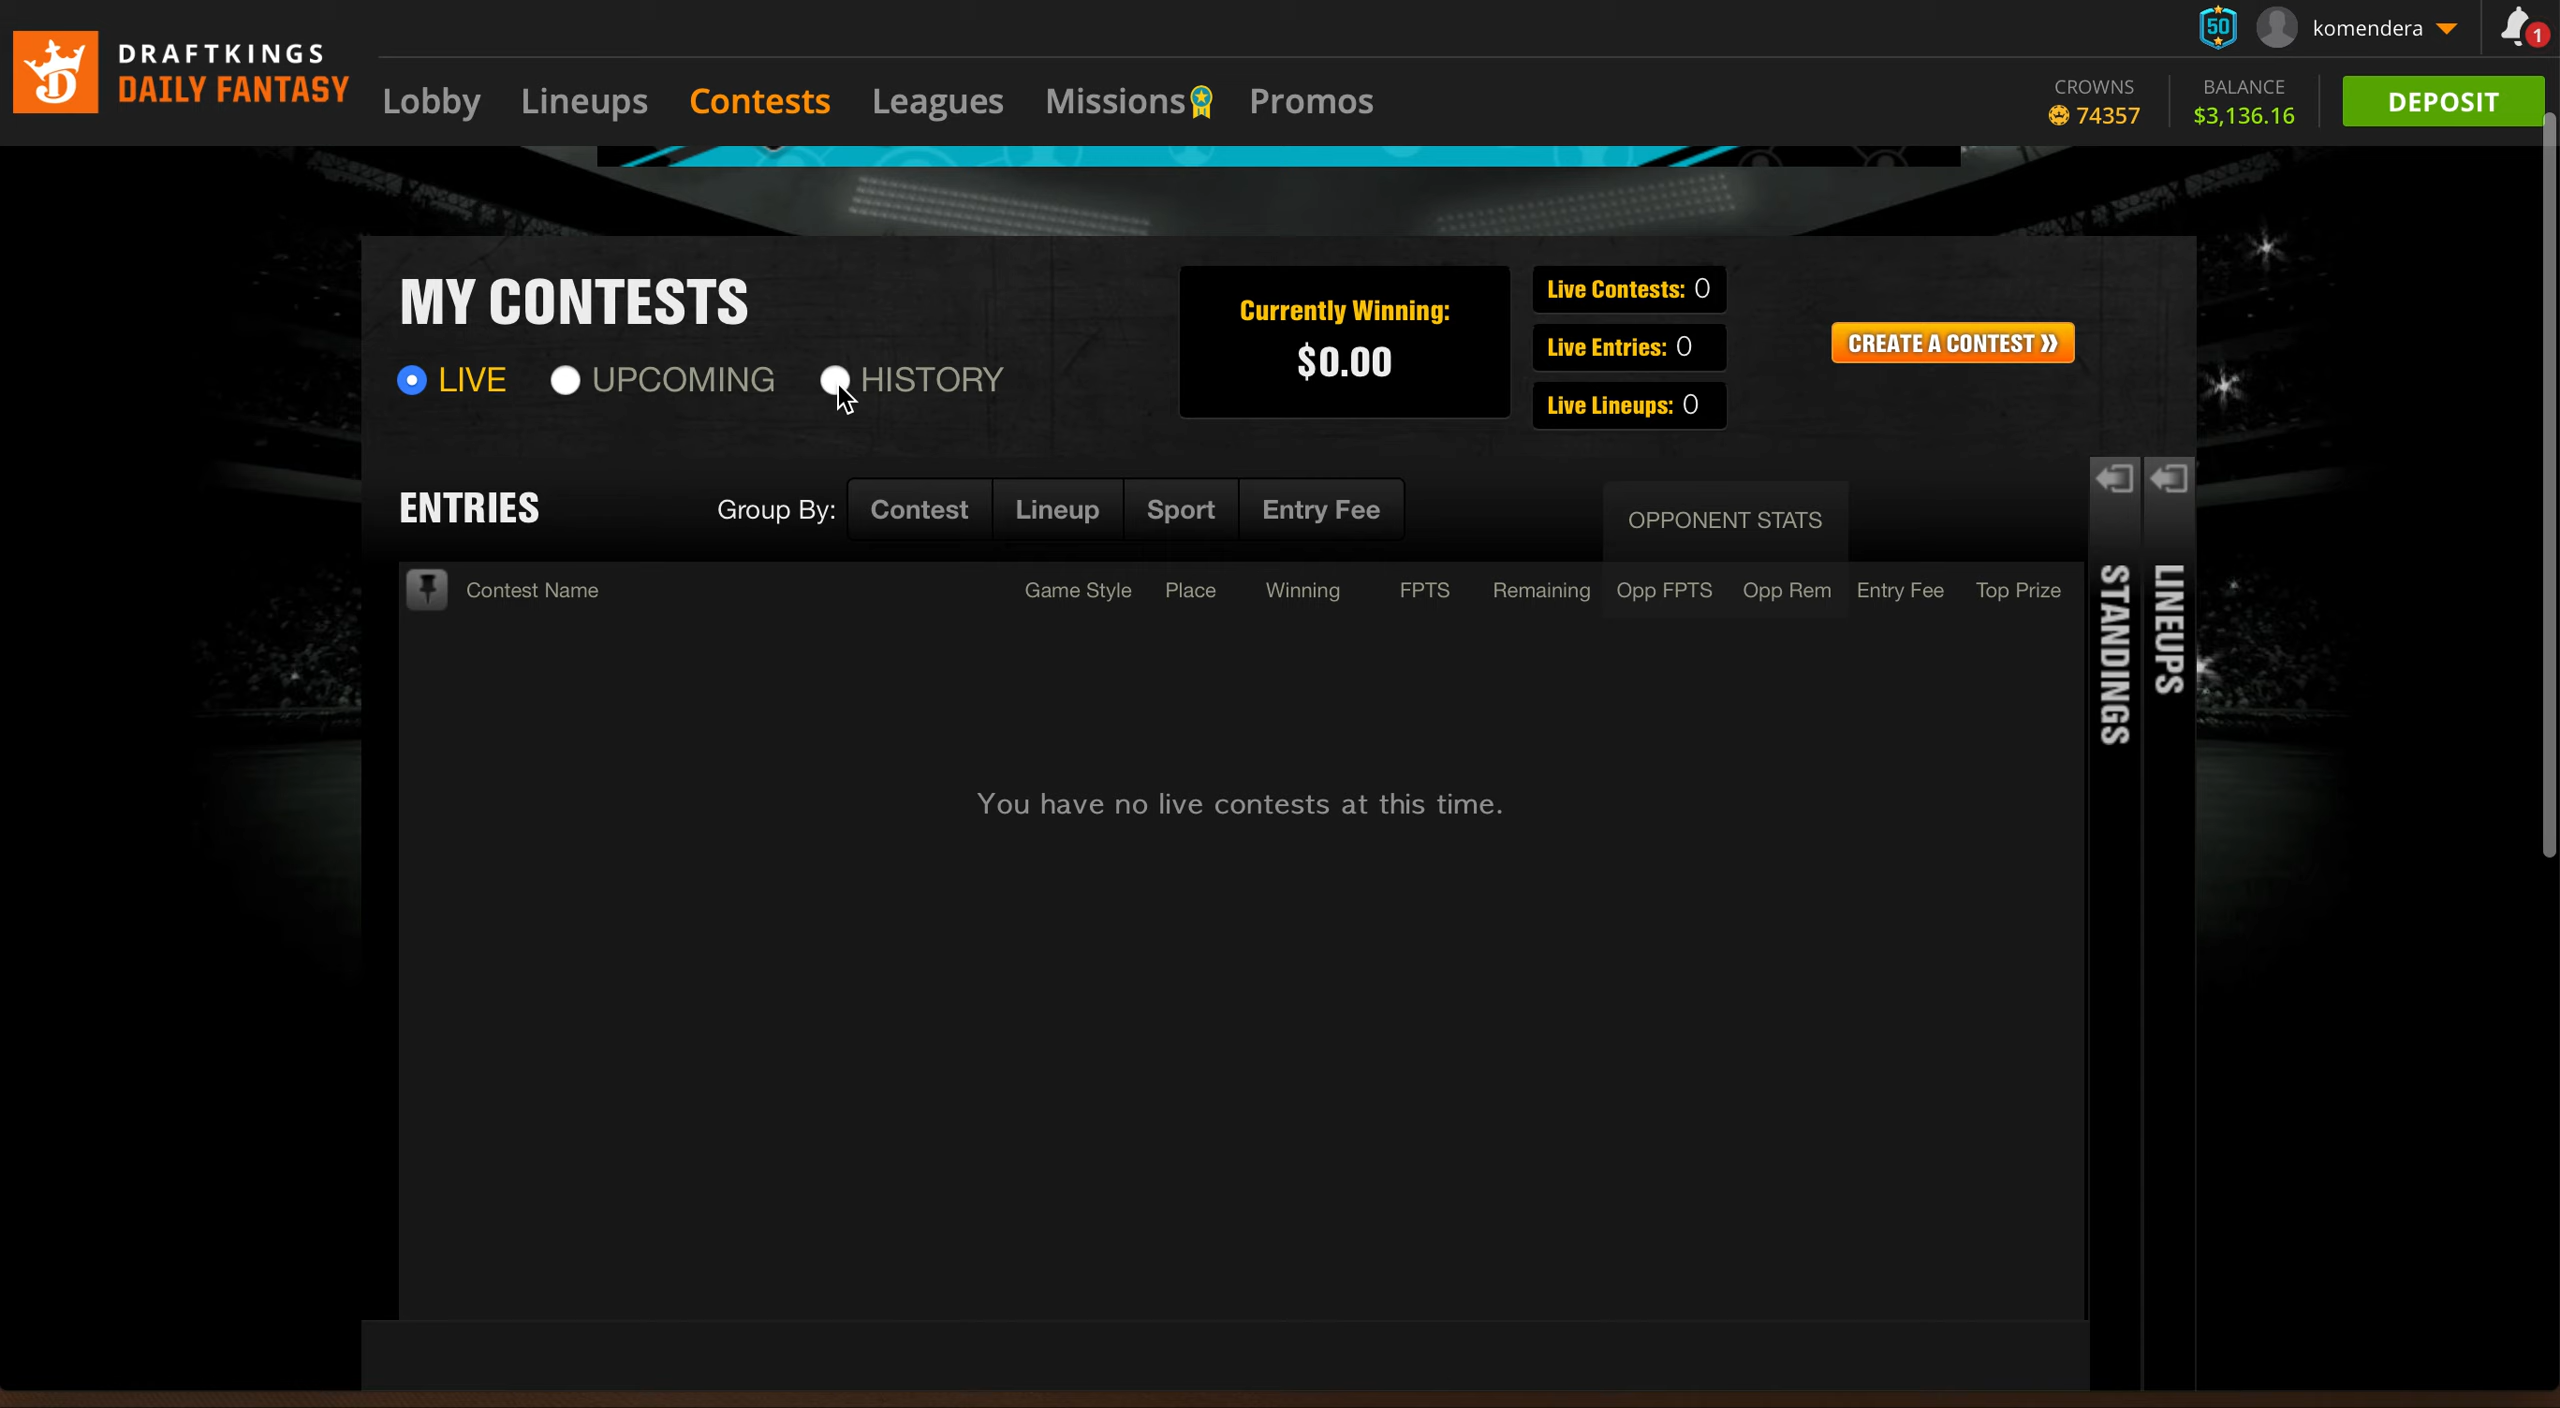 50 komendera 1
DRAFTKINGS
DAILY FANTASY
Lobby Lineups Contests Leagues Missions Promos
CROWNS BALANCE
74357 $3,136.16 DEPOSIT
MY CONTESTS
LIVE UPCOMING HISTORY
Currently Winning:
$0.00
Live Contests: 0
Live Entries: 0
Live Lineups: 0
CREATE A CONTEST »
ENTRIES Group By: Contest Lineup Sport Entry Fee
OPPONENT STATS
Contest Name Game Style Place Winning FPTS Remaining Opp FPTS Opp Rem Entry Fee Top Prize
You have no live contests at this time.
STANDINGS
LINEUPS